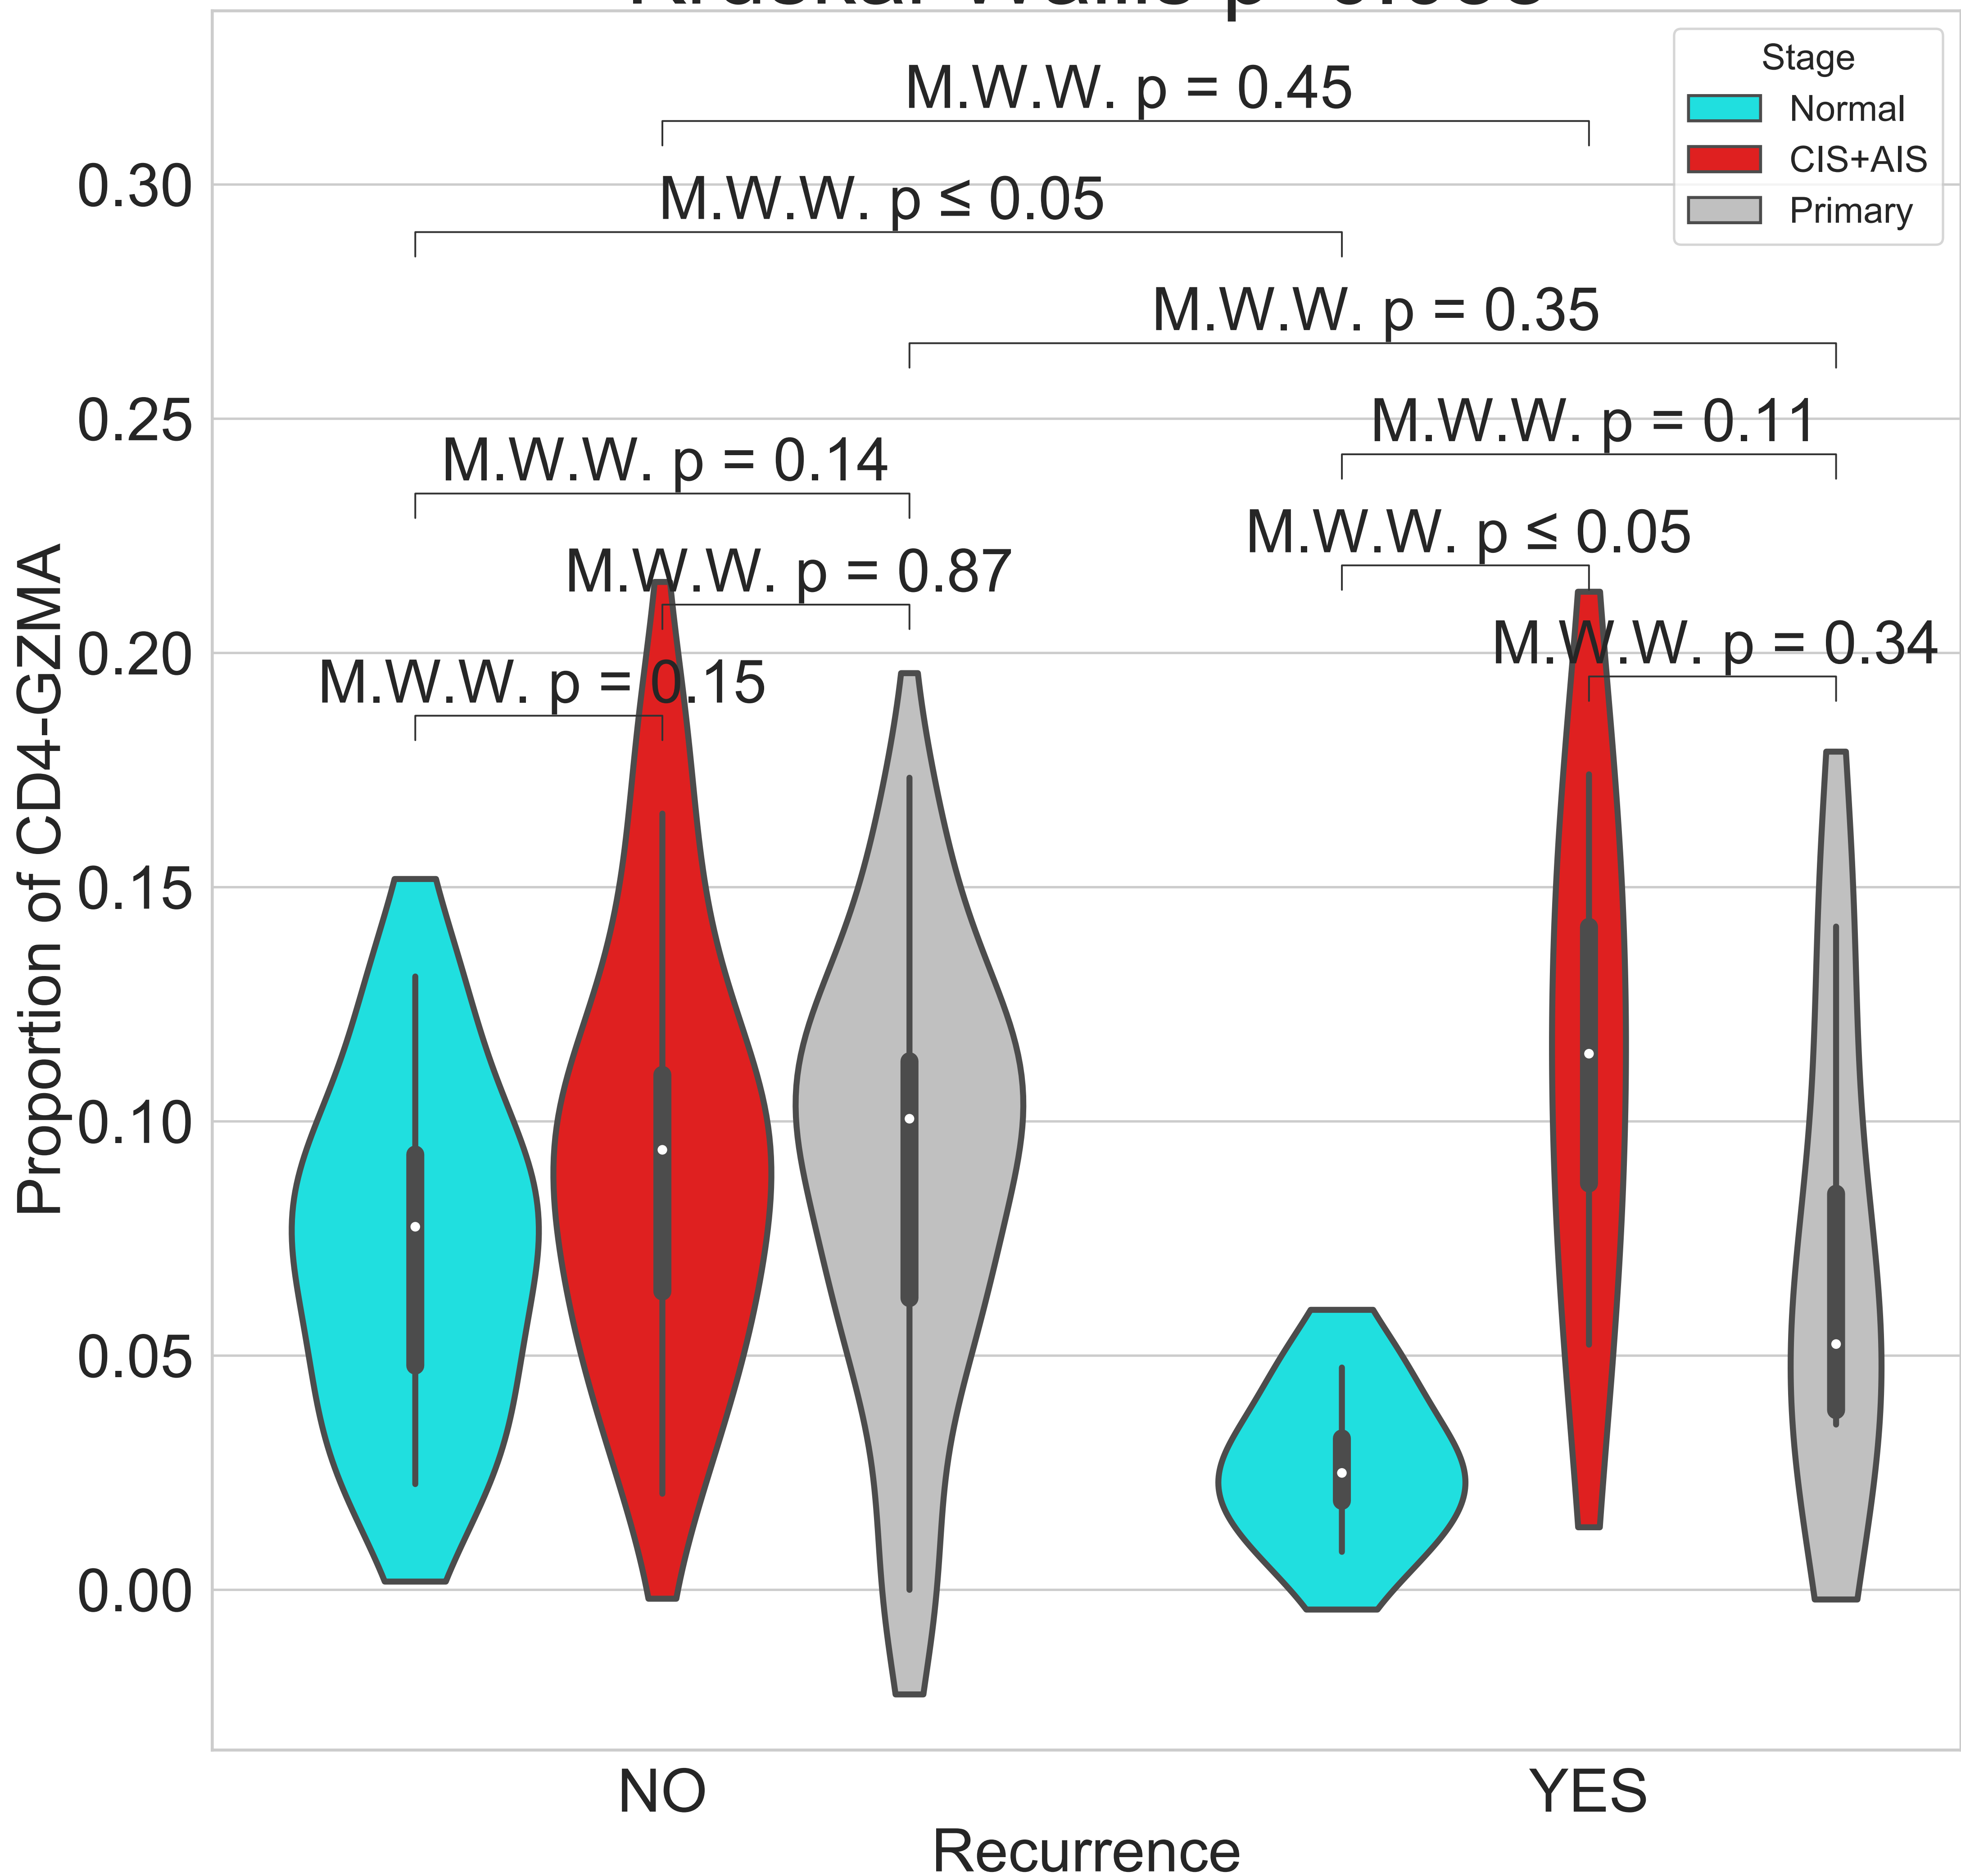 Stage
Normal
CIS+AIS
Primary
M.W.W. p = 0.45
M.W.W. p ≤ 0.05
M.W.W. p = 0.35
M.W.W. p = 0.11
M.W.W. p = 0.14
M.W.W. p ≤ 0.05
M.W.W. p = 0.87
M.W.W. p = 0.34
M.W.W. p = 0.15
Proportion of CD4-GZMA
0.30
0.25
0.20
0.15
0.10
0.05
0.00
NO
YES
Recurrence